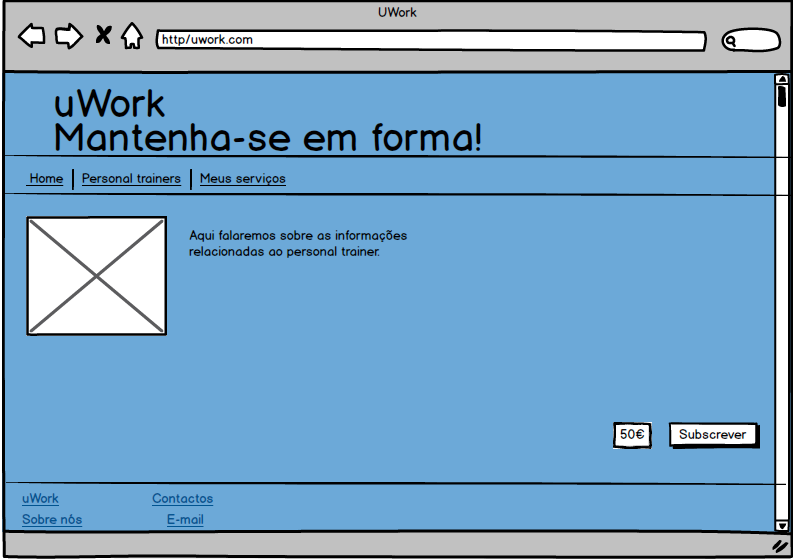 UWork
http/uwork.com
uWork
Mantenha-se em forma!
Home Personal trainers Meus serviços
Aqui falaremos sobre as informações
relacionadas ao personal trainer.
50€ Subscrever
uWork Contactos
Sobre nós E-mail